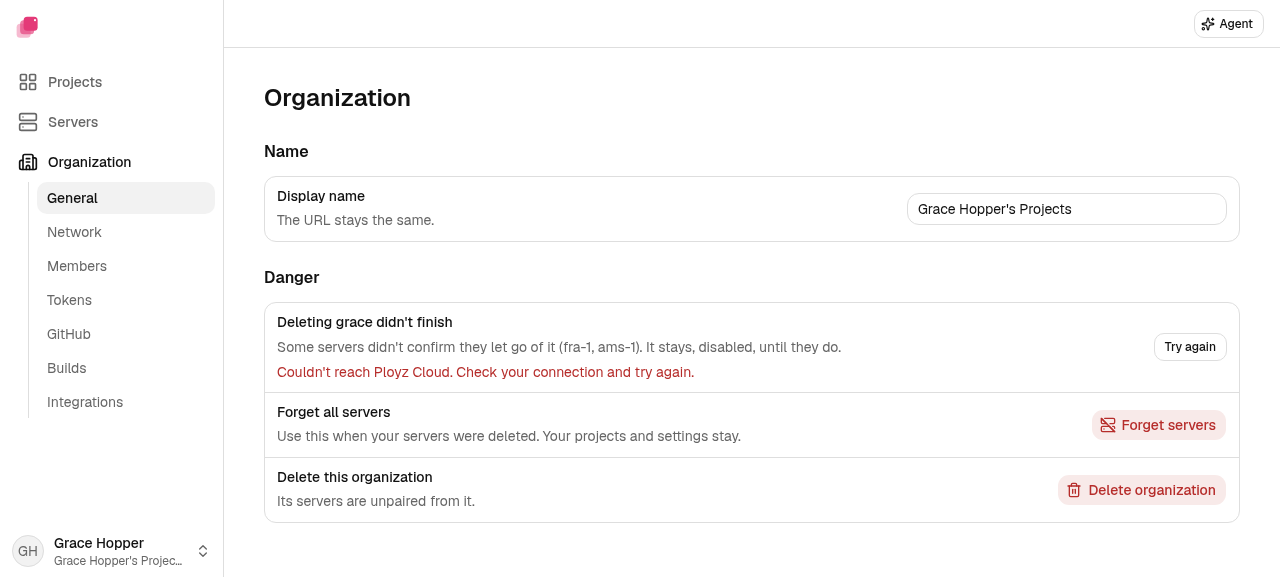 Agent
Projects
Servers
Organization
General
Network
Members
Tokens
GitHub
Builds
Integrations
GH
Grace Hopper
Grace Hopper's Projec...
Organization
Name
Display name
The URL stays the same.
Grace Hopper's Projects
Danger
Deleting grace didn't finish
Some servers didn't confirm they let go of it (fra-1, ams-1). It stays, disabled, until they do.
Couldn't reach Ployz Cloud. Check your connection and try again.
Try again
Forget all servers
Use this when your servers were deleted. Your projects and settings stay.
Forget servers
Delete this organization
Its servers are unpaired from it.
Delete organization